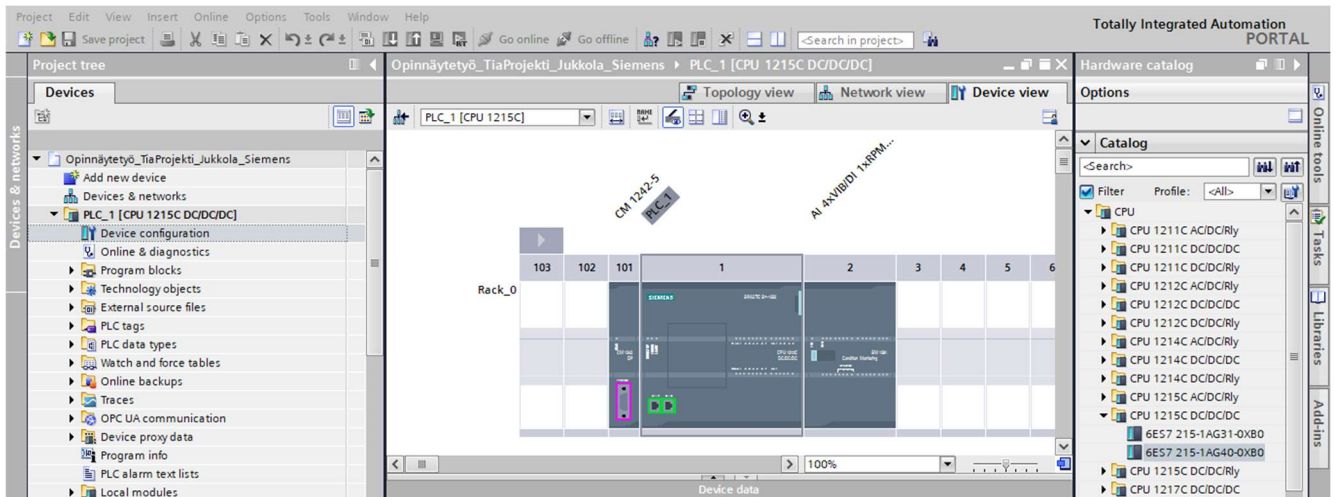 Project Edit View Insert Online Options Tools Window Help
Totally Integrated Automation
PORTAL
Save project
Go online
Go offline
<Search in project>
Project tree
Devices
Devices & networks
Opinnäytetyö_TiaProjekti_Jukkola_Siemens
Add new device
Devices & networks
PLC_1 [CPU 1215C DC/DC/DC]
Device configuration
Online & diagnostics
Program blocks
Technology objects
External source files
PLC tags
PLC data types
Watch and force tables
Online backups
Traces
OPC UA communication
Device proxy data
Program info
PLC alarm text lists
Local modules
Opinnäytetyö_TiaProjekti_Jukkola_Siemens PLC_1 [CPU 1215C DC/DC/DC]
Topology view Network view Device view
PLC_1 [CPU 1215C]
CM 1242-5
PLC_1
AI 4xVIB/DI 1xRPM...
103 102 101 1 2 3 4 5 6
Rack_0
SIEMENS
Condition Monitoring
100%
Device data
Hardware catalog
Options
Catalog
<Search>
Filter Profile: <All>
CPU
CPU 1211C AC/DC/Rly
CPU 1211C DC/DC/DC
CPU 1211C DC/DC/Rly
CPU 1212C AC/DC/Rly
CPU 1212C DC/DC/DC
CPU 1212C DC/DC/Rly
CPU 1214C AC/DC/Rly
CPU 1214C DC/DC/DC
CPU 1214C DC/DC/Rly
CPU 1215C AC/DC/Rly
CPU 1215C DC/DC/DC
6ES7 215-1AG31-0XB0
6ES7 215-1AG40-0XB0
CPU 1215C DC/DC/Rly
CPU 1217C DC/DC/DC
Online tools
Tasks
Libraries
Add-ins